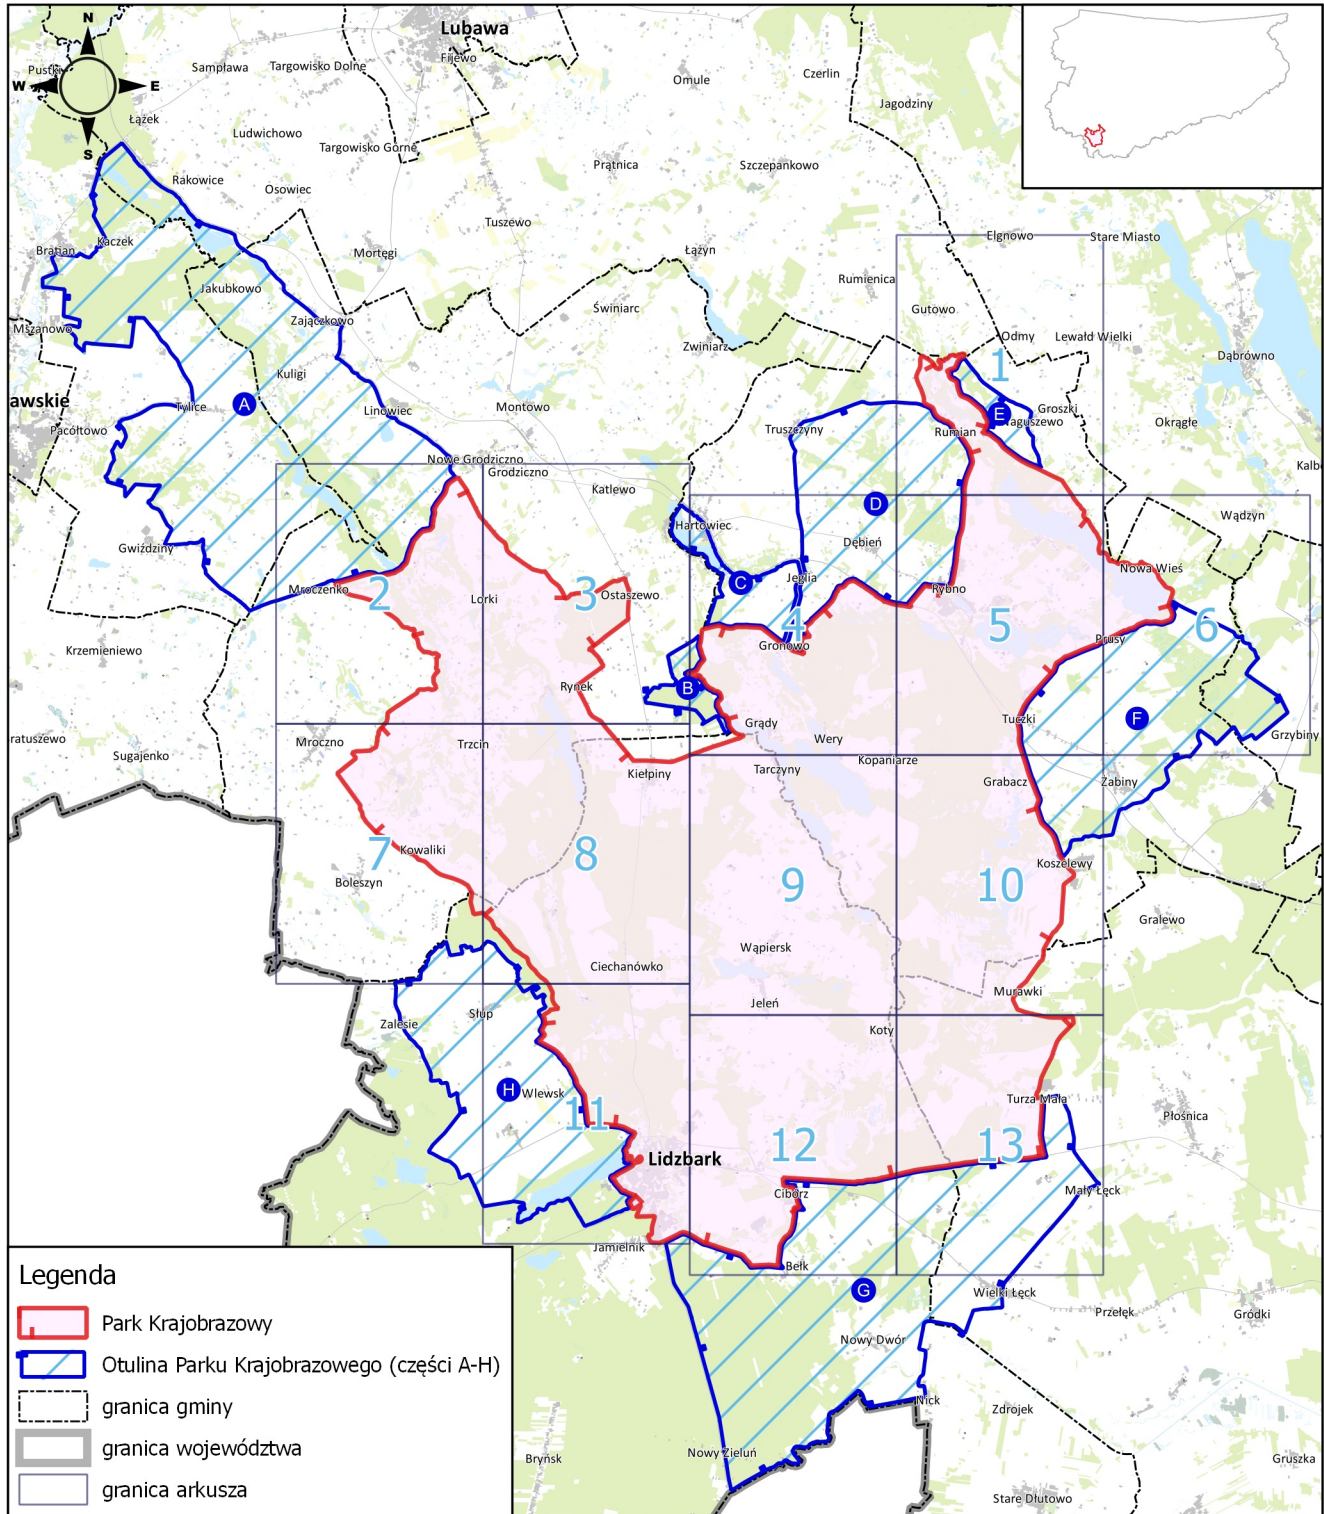 N
Lubawa
Fijewo
Sampława
Targowisko Dolne
Pustki
Omule
Czerlin
W
E
Jagodziny
Łążek
Ludwichowo
Targowisko Górne
S
Prątnica
Szczepankowo
Rakowice
Osowiec
Tuszewo
Elgnowo
Stare Miasto
Kaczek
Bratian
Mortęgi
Łążyn
Rumienica
Jakubkowo
Świniarc
Gutowo
Zajączkowo
Mszanowo
Odmy
Lewałd Wielki
Zwiniarz
Dąbrówno
1
Kuligi
awskie
A
Tylice
Linowiec
Montowo
E
Groszki
Naguszewo
Okrągłe
Pacółtowo
Truszczyny
Rumian
Nowe Grodziczno
Grodziczno
Kalb
Katlewo
D
Wądzyn
Hartowiec
Gwiździny
Dębień
Nowa Wieś
C
Jeglia
Mroczenko
2
Lorki
3
Ostaszewo
Rybno
4
5
6
Gronowo
Prusy
Krzemieniewo
Rynek
B
Tuczki
F
Grądy
ratuszewo
Mroczno
Trzcin
Wery
Grzybiny
Sugajenko
Kiełpiny
Tarczyny
Kopaniarze
Grabacz
Żabiny
7
Kowaliki
8
9
10
Koszelewy
Boleszyn
Gralewo
Wąpiersk
Ciechanówko
Murawki
Jeleń
Zalesie
Słup
Koty
H
Wlewsk
11
Turza Mała
Płośnica
12
13
Lidzbark
Cibórz
Mały Łęck
Jamielnik
Bełk
G
Wielki Łęck
Przełęk
Gródki
Nowy Dwór
Nick
Zdrojek
Nowy Zieluń
Bryńsk
Gruszka
Stare Dłutowo
Legenda
Park Krajobrazowy
Otulina Parku Krajobrazowego (części A-H)
granica gminy
granica województwa
granica arkusza